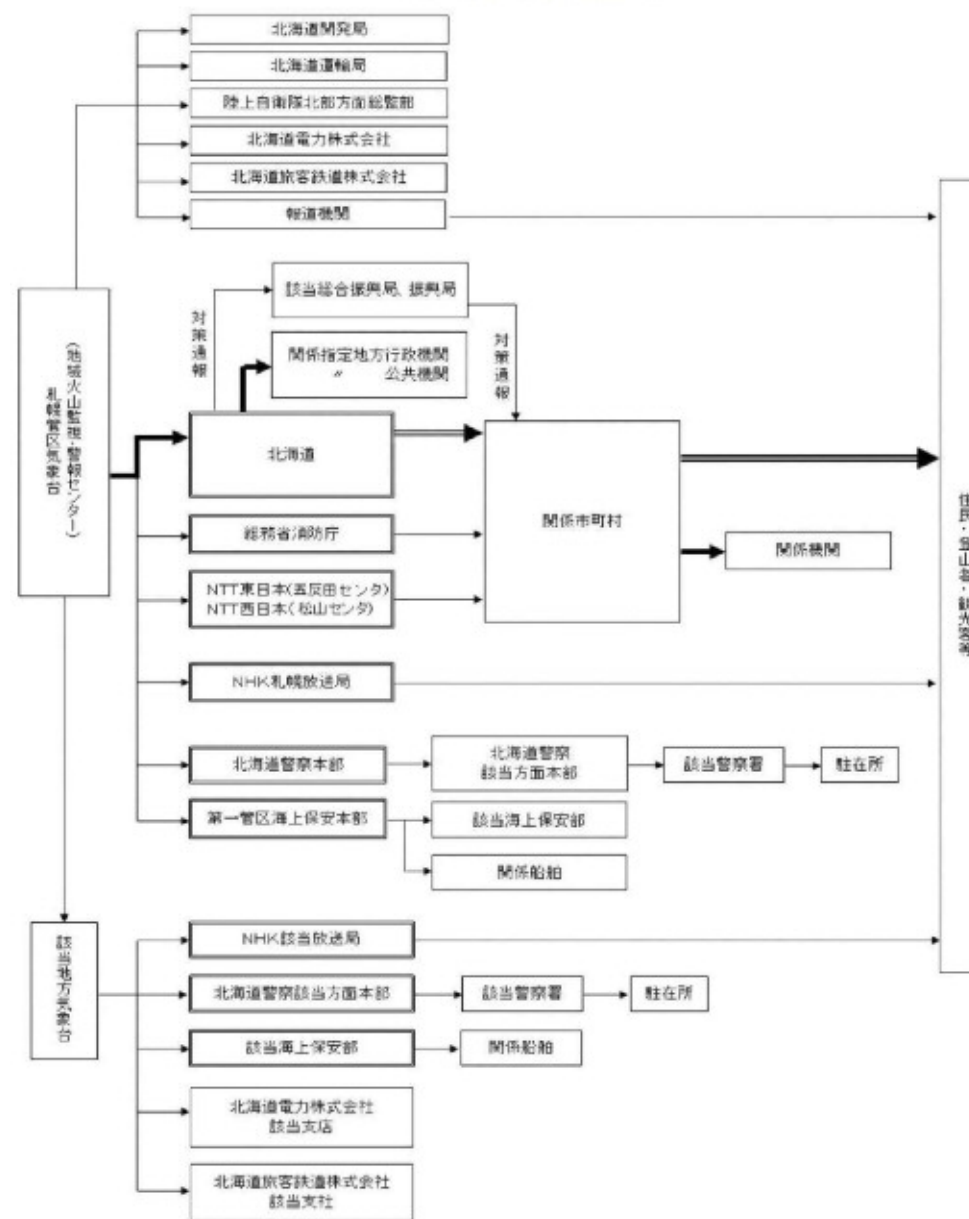 北海道開発局
北海道運輸局
陸上自衛隊北部方面総監部
北海道電力株式会社
北海道旅客鉄道株式会社
報道機関
該当総合振興局、振興局
対策通報
対策通報
関係指定地方行政機関
〃 公共機関
札幌管区気象台
(地域火山監視・警報センター)
北海道
関係市町村
総務省消防庁
関係機関
NTT東日本(五反田センタ)
NTT西日本(松山センタ)
住民・登山者・観光客等
NHK札幌放送局
北海道警察本部
北海道警察
該当方面本部
該当警察署
駐在所
第一管区海上保安本部
該当海上保安部
関係船舶
該当地方気象台
NHK該当放送局
北海道警察該当方面本部
該当警察署
駐在所
該当海上保安部
関係船舶
北海道電力株式会社
該当支店
北海道旅客鉄道株式会社
該当支社